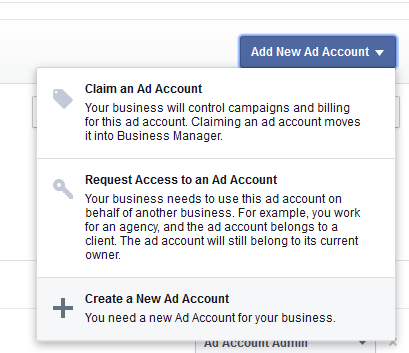 Add New Ad Account
Claim an Ad Account
Your business will control campaigns and billing
for this ad account. Claiming an ad account moves
it into Business Manager.
Request Access to an Ad Account
Your business needs to use this ad account on
behalf of another business. For example, you work
for an agency, and the ad account belongs to a
client. The ad account will still belong to its current
owner.
Create a New Ad Account
You need a new Ad Account for your business.
Ad Account Admin